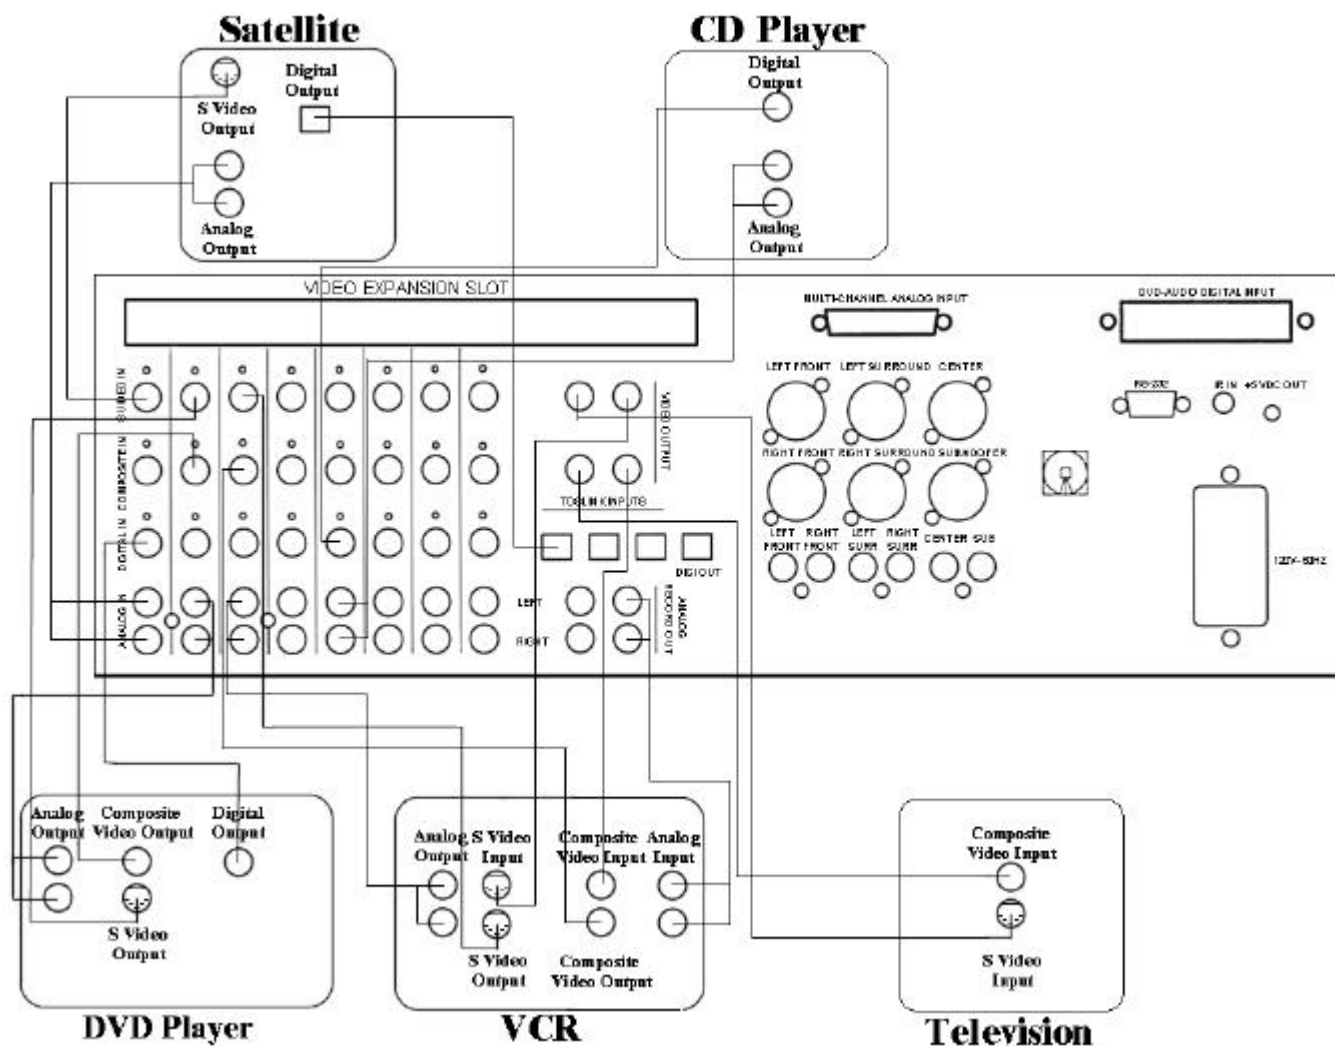 Satellite
CD Player
S Video
Output
Digital
Output
Analog
Output
Digital
Output
Analog
Output
VIDEO EXPANSION SLOT
MULTI-CHANNEL ANALOG INPUT
DVD-AUDIO DIGITAL INPUT
LEFT FRONT LEFT SURROUND CENTER
RS-232
IR IN +5VDC OUT
S VIDEO IN
COMPOSITE IN
DIGITAL IN
ANALOG IN
VIDEO OUTPUT
RIGHT FRONT RIGHT SURROUND SUBWOOFER
TOSLINK INPUTS
DIGI OUT
LEFT
RIGHT
ANALOG
RECORD OUT
LEFT
FRONT
RIGHT
FRONT
LEFT
SURR
RIGHT
SURR
CENTER SUB
120V~60HZ
Analog
Output
Composite
Video Output
Digital
Output
S Video
Output
DVD Player
Analog
Output
S Video
Input
Composite
Video Input
Analog
Input
S Video
Output
Composite
Video Output
VCR
Composite
Video Input
S Video
Input
Television